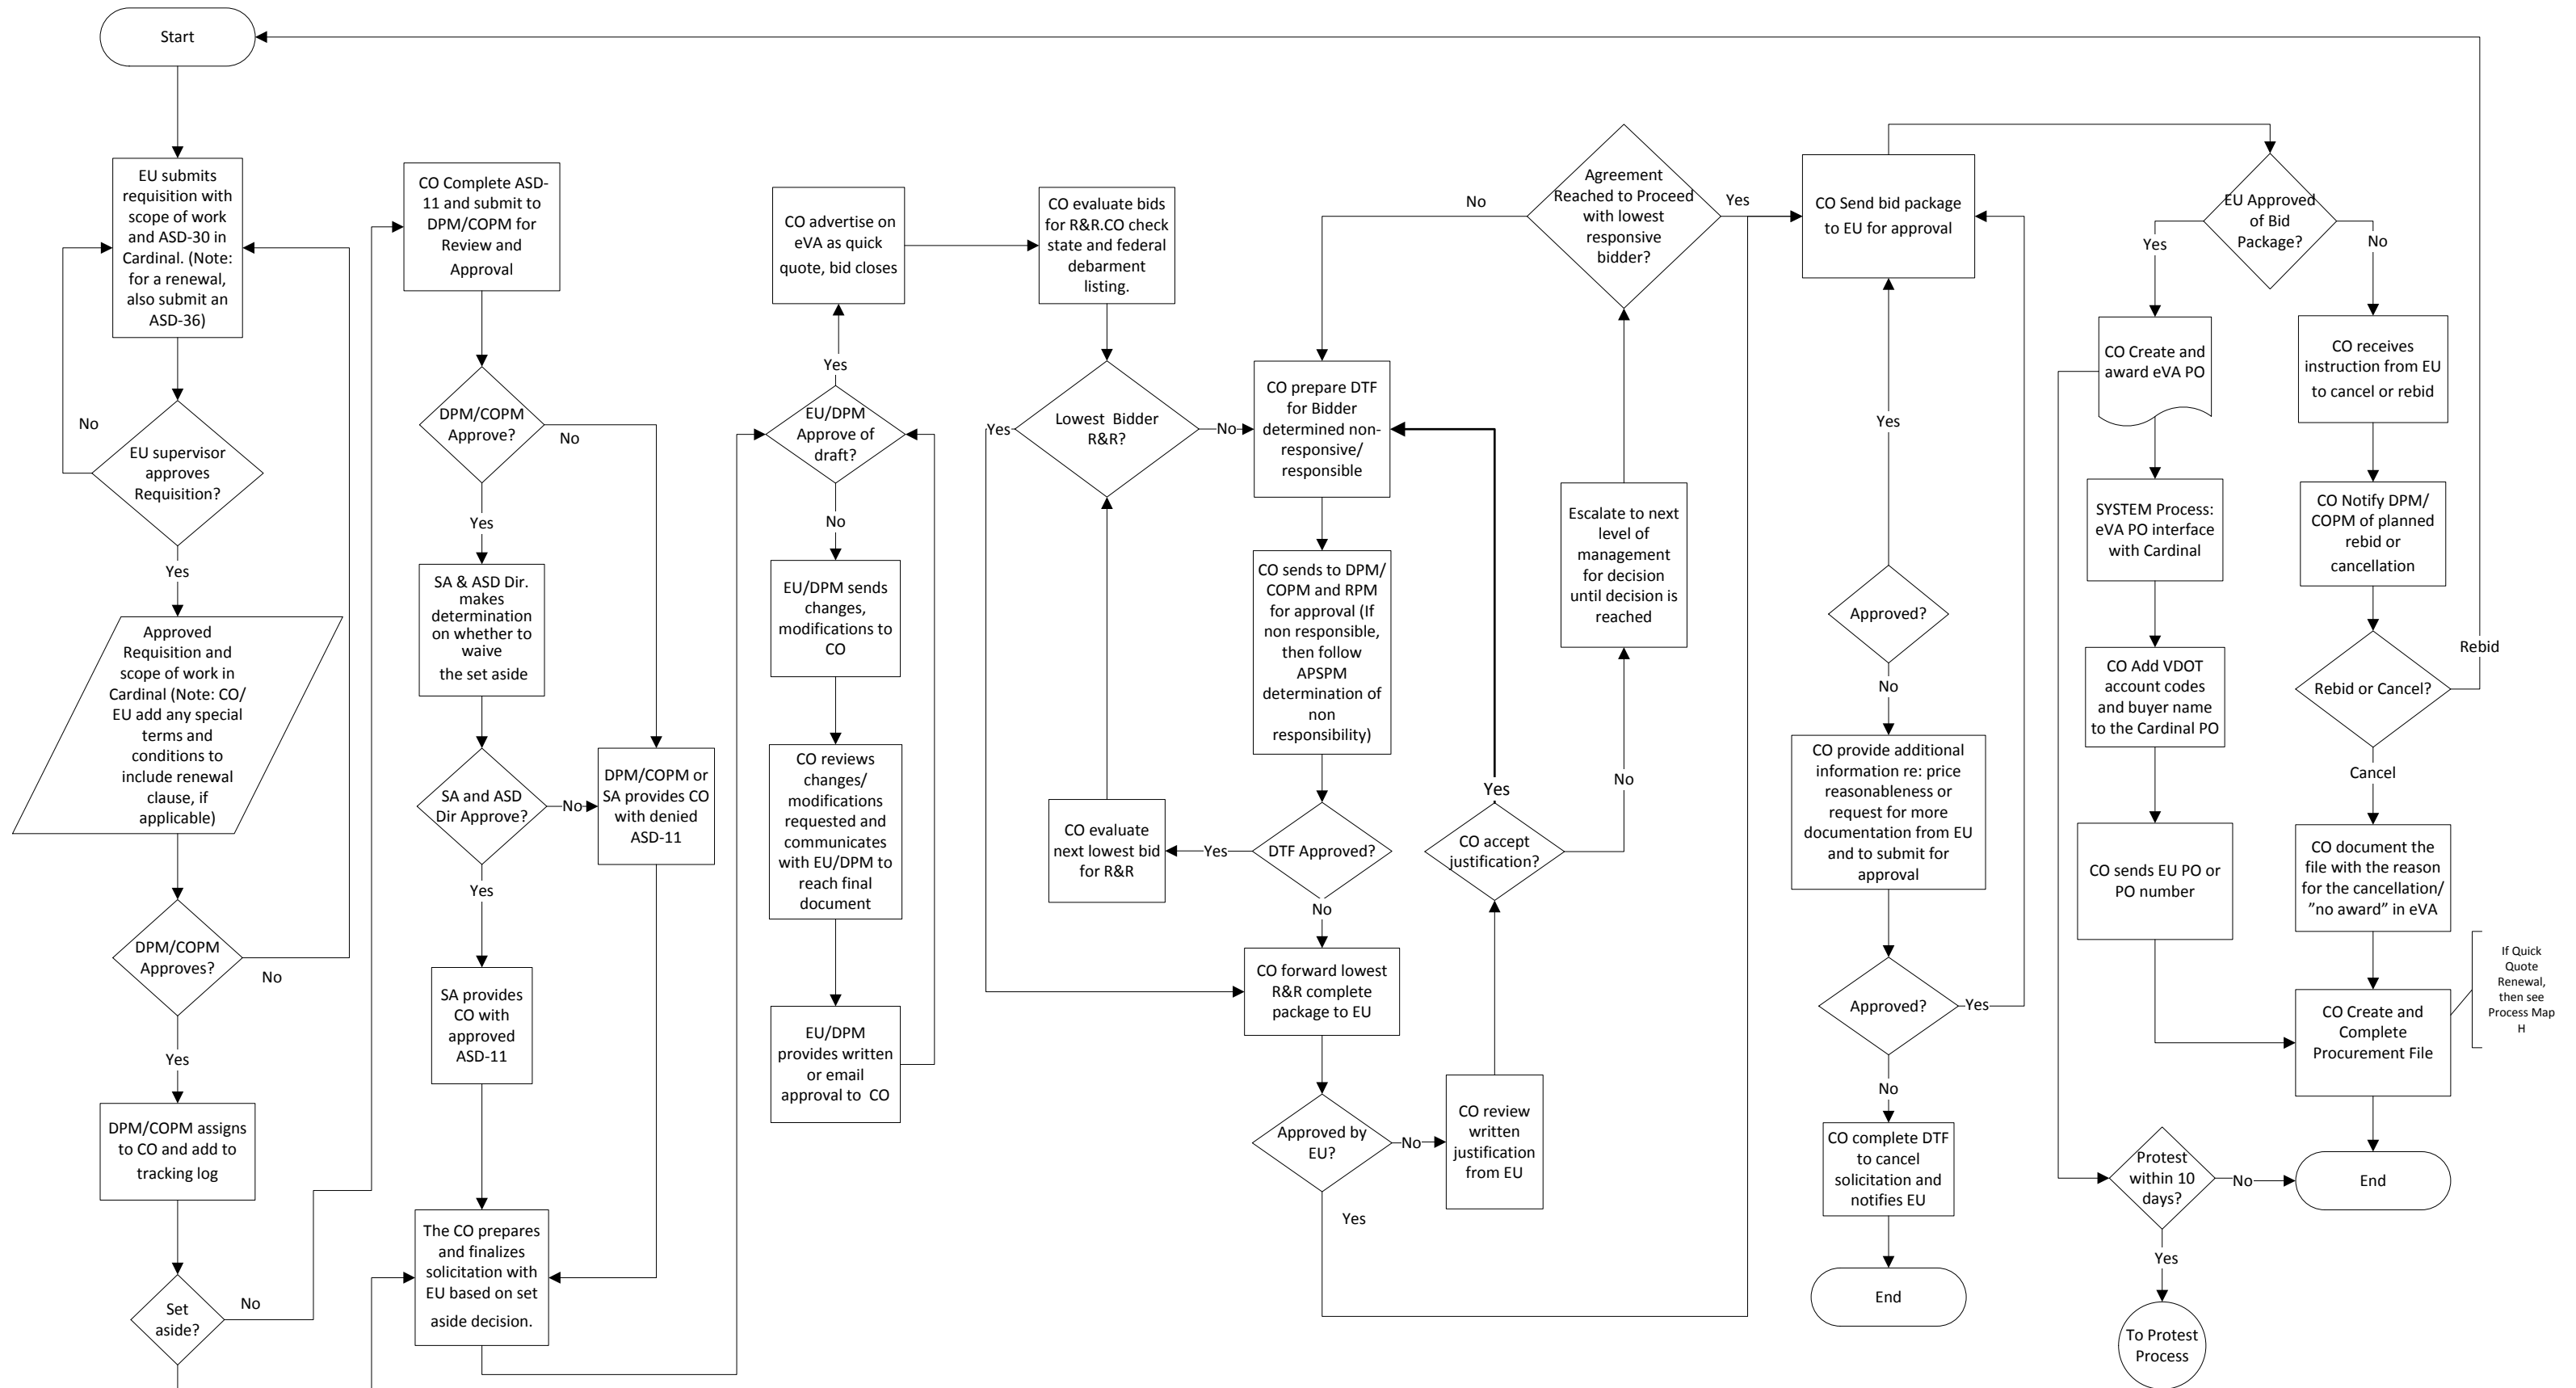 Start
EU submits
requisition with
scope of work
and ASD-30 in
Cardinal. (Note:
for a renewal,
also submit an
ASD-36)
No
EU supervisor
approves
Requisition?
Yes
Approved
Requisition and
scope of work in
Cardinal (Note: CO/
EU add any special
terms and
conditions to
include renewal
clause, if
applicable)
DPM/COPM
Approves?
No
Yes
DPM/COPM assigns
to CO and add to
tracking log
Set
aside?
No
CO Complete ASD-
11 and submit to
DPM/COPM for
Review and
Approval
DPM/COPM
Approve?
No
Yes
SA & ASD Dir.
makes
determination
on whether to
waive
the set aside
SA and ASD
Dir Approve?
No
DPM/COPM or
SA provides CO
with denied
ASD-11
Yes
SA provides
CO with
approved
ASD-11
The CO prepares
and finalizes
solicitation with
EU based on set
aside decision.
CO advertise on
eVA as quick
quote, bid closes
Yes
EU/DPM
Approve of
draft?
No
EU/DPM sends
changes,
modifications to
CO
CO reviews
changes/
modifications
requested and
communicates
with EU/DPM to
reach final
document
EU/DPM
provides written
or email
approval to  CO
CO evaluate bids
for R&R.CO check
state and federal
debarment
listing.
Lowest  Bidder
R&R?
Yes
No
CO evaluate
next lowest bid
for R&R
CO prepare DTF
for Bidder
determined non-
responsive/
responsible
CO sends to DPM/
COPM and RPM
for approval (If
non responsible,
then follow
APSPM
determination of
non
responsibility)
Yes
DTF Approved?
No
CO forward lowest
R&R complete
package to EU
Approved by
EU?
No
Yes
CO review
written
justification
from EU
CO accept
justification?
Yes
No
Escalate to next
level of
management
for decision
until decision is
reached
Agreement
Reached to Proceed
with lowest
responsive
bidder?
No
Yes
CO Send bid package
to EU for approval
Yes
Approved?
No
CO provide additional
information re: price
reasonableness or
request for more
documentation from EU
and to submit for
approval
Approved?
Yes
No
CO complete DTF
to cancel
solicitation and
notifies EU
End
EU Approved
of Bid
Package?
Yes
No
CO Create and
award eVA PO
SYSTEM Process:
eVA PO interface
with Cardinal
CO Add VDOT
account codes
and buyer name
to the Cardinal PO
CO sends EU PO or
PO number
Protest
within 10
days?
No
Yes
To Protest
Process
CO receives
instruction from EU
to cancel or rebid
CO Notify DPM/
COPM of planned
rebid or
cancellation
Rebid or Cancel?
Rebid
Cancel
CO document the
file with the reason
for the cancellation/
”no award” in eVA
CO Create and
Complete
Procurement File
If Quick
Quote
Renewal,
then see
Process Map
H
End